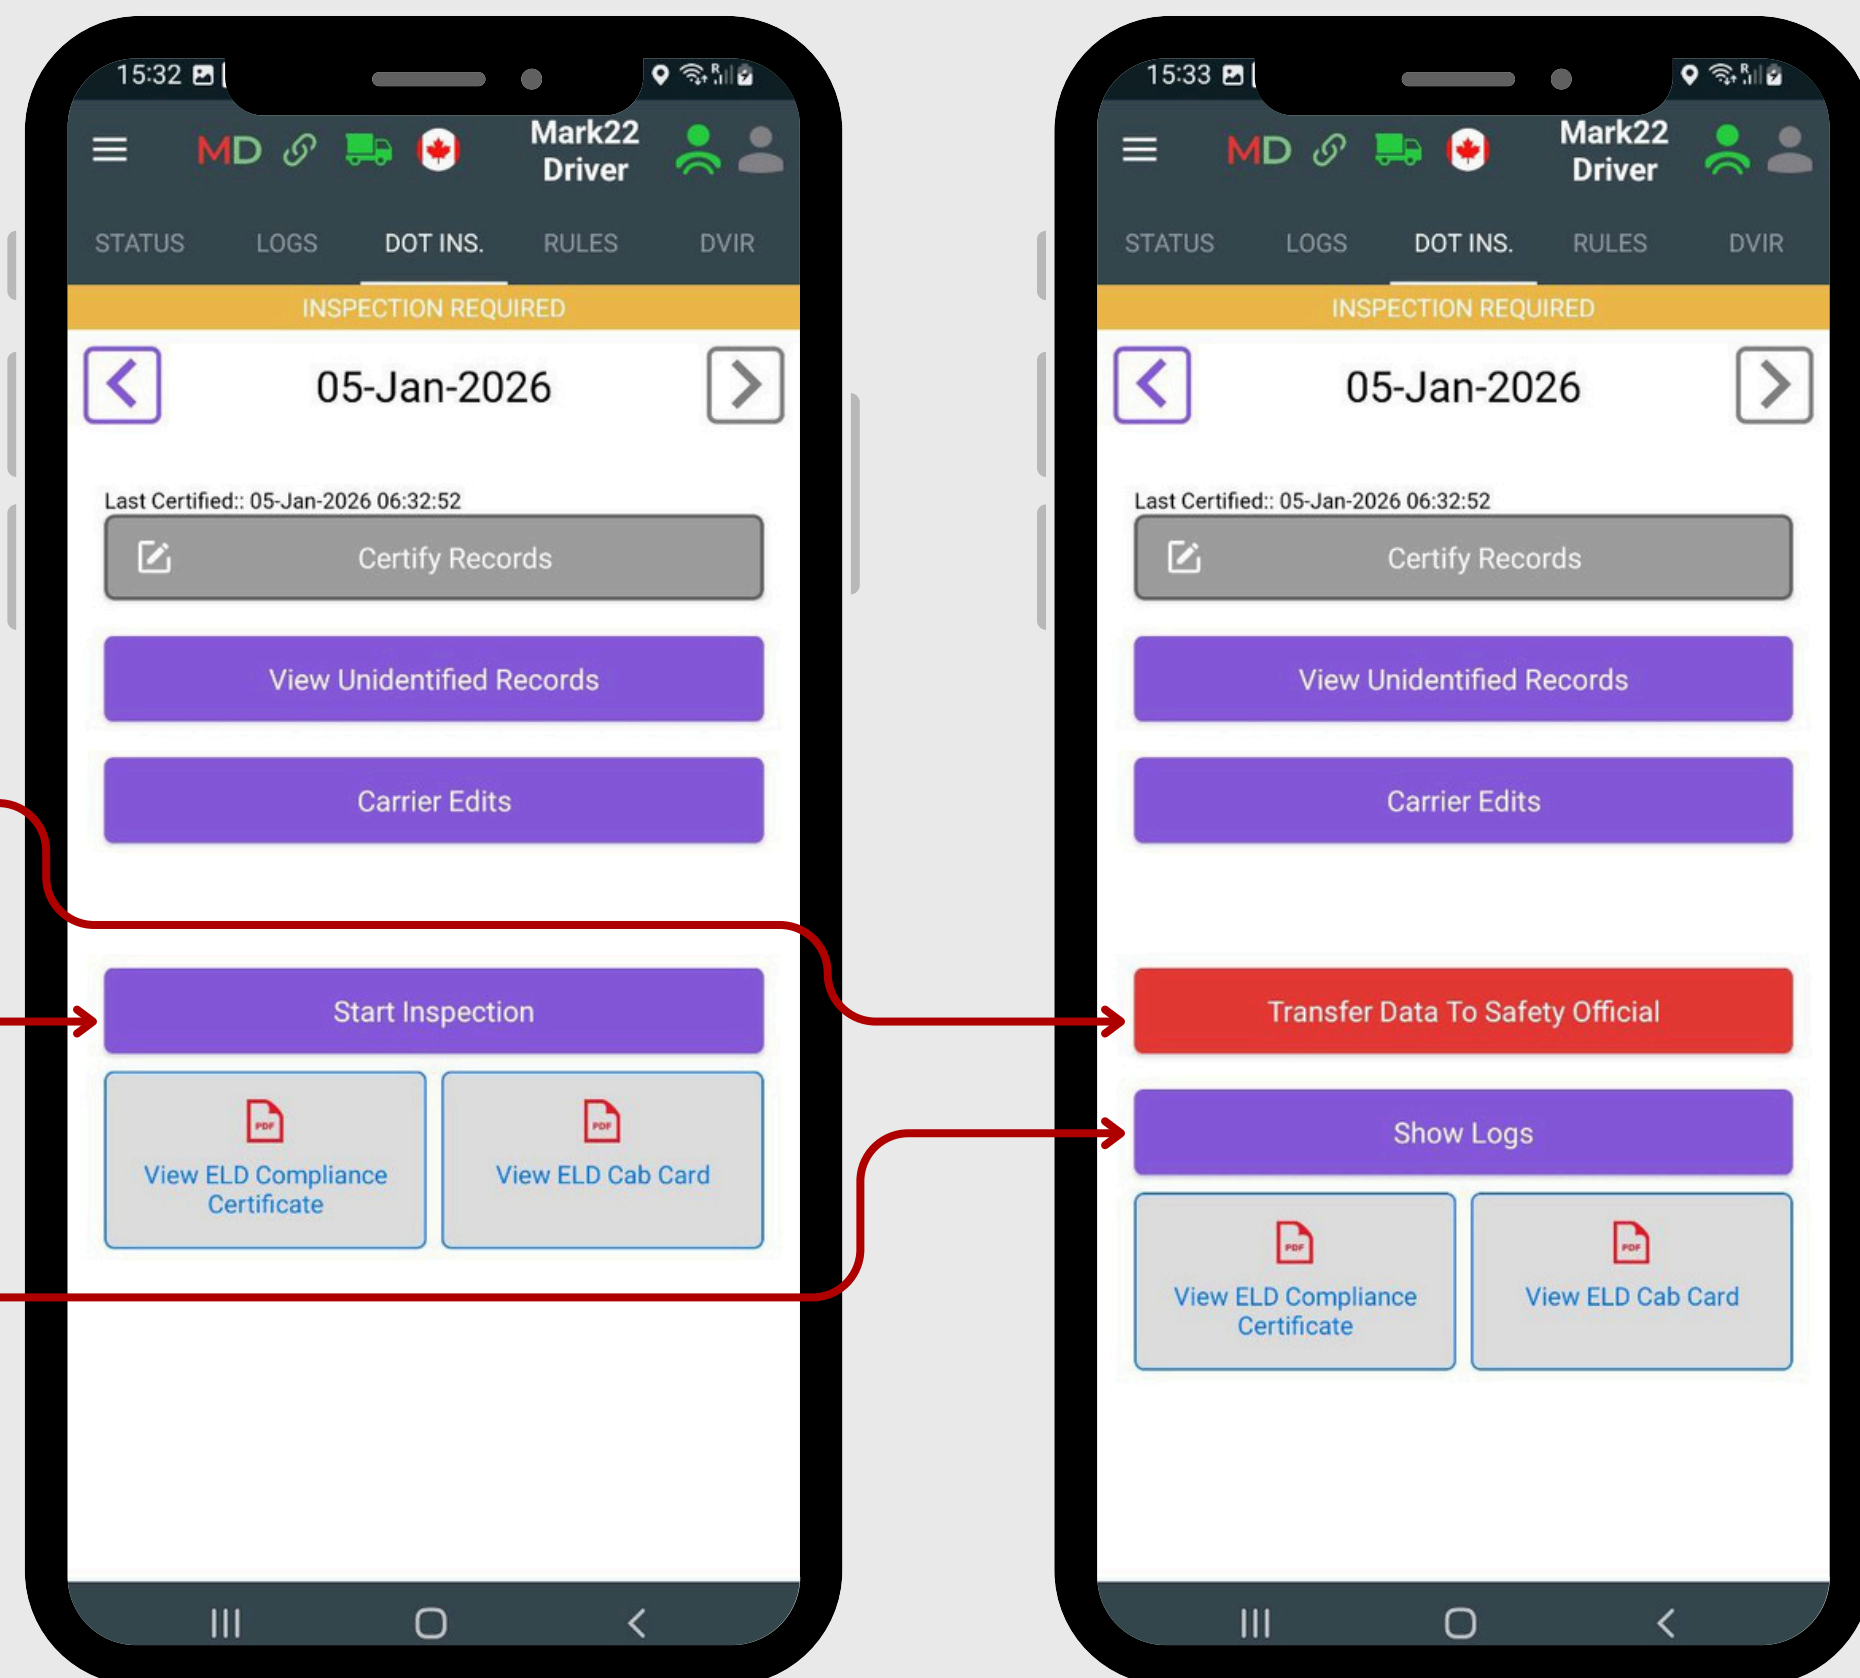 15:32
MD
Mark22
Driver
STATUS LOGS DOT INS. RULES DVIR
INSPECTION REQUIRED
05-Jan-2026
Last Certified:: 05-Jan-2026 06:32:52
Certify Records
View Unidentified Records
Carrier Edits
Start Inspection
PDF
View ELD Compliance
Certificate
PDF
View ELD Cab Card
15:33
MD
Mark22
Driver
STATUS LOGS DOT INS. RULES DVIR
INSPECTION REQUIRED
05-Jan-2026
Last Certified:: 05-Jan-2026 06:32:52
Certify Records
View Unidentified Records
Carrier Edits
Transfer Data To Safety Official
Show Logs
PDF
View ELD Compliance
Certificate
PDF
View ELD Cab Card